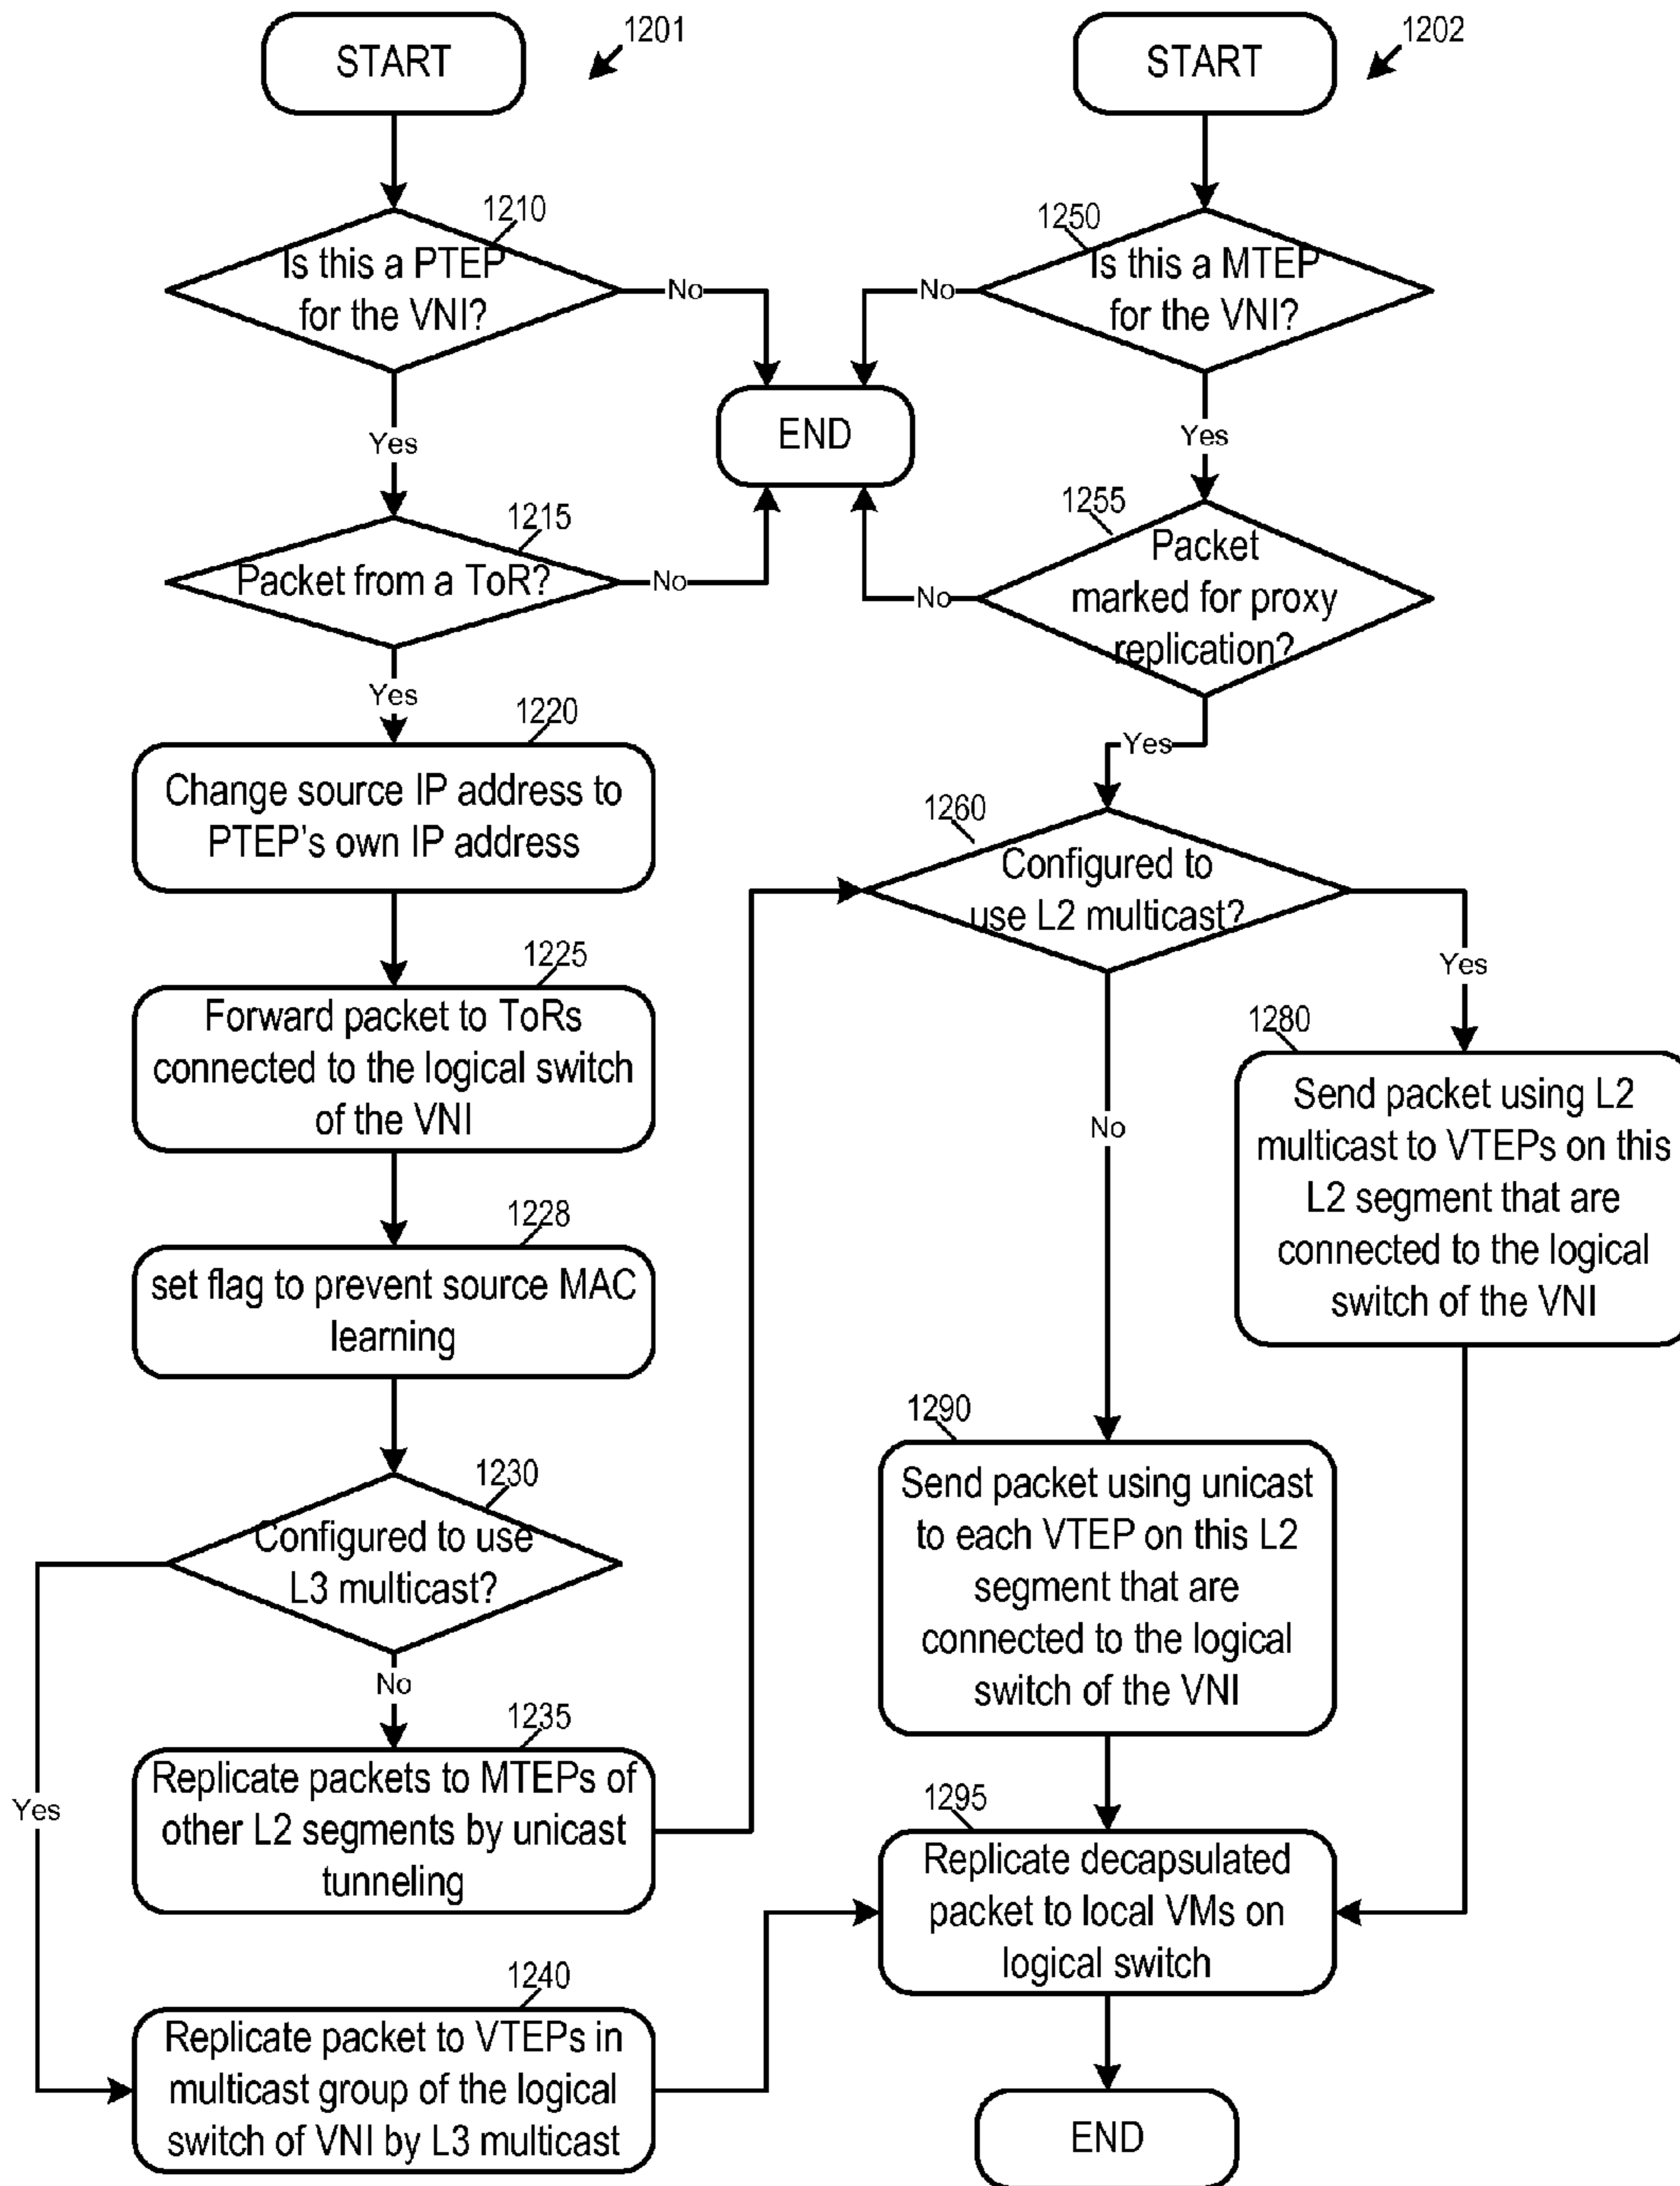 START
1201
START
1202
1210
Is this a PTEP
for the VNI?
No
Yes
1250
Is this a MTEP
for the VNI?
No
Yes
END
1215
Packet from a ToR?
No
Yes
1255
Packet
marked for proxy
replication?
No
Yes
1220
Change source IP address to
PTEP's own IP address
1225
Forward packet to ToRs
connected to the logical switch
of the VNI
1228
set flag to prevent source MAC
learning
1230
Configured to use
L3 multicast?
No
Yes
1235
Replicate packets to MTEPs of
other L2 segments by unicast
tunneling
1240
Replicate packet to VTEPs in
multicast group of the logical
switch of VNI by L3 multicast
1260
Configured to
use L2 multicast?
Yes
No
1280
Send packet using L2
multicast to VTEPs on this
L2 segment that are
connected to the logical
switch of the VNI
1290
Send packet using unicast
to each VTEP on this L2
segment that are
connected to the logical
switch of the VNI
1295
Replicate decapsulated
packet to local VMs on
logical switch
END